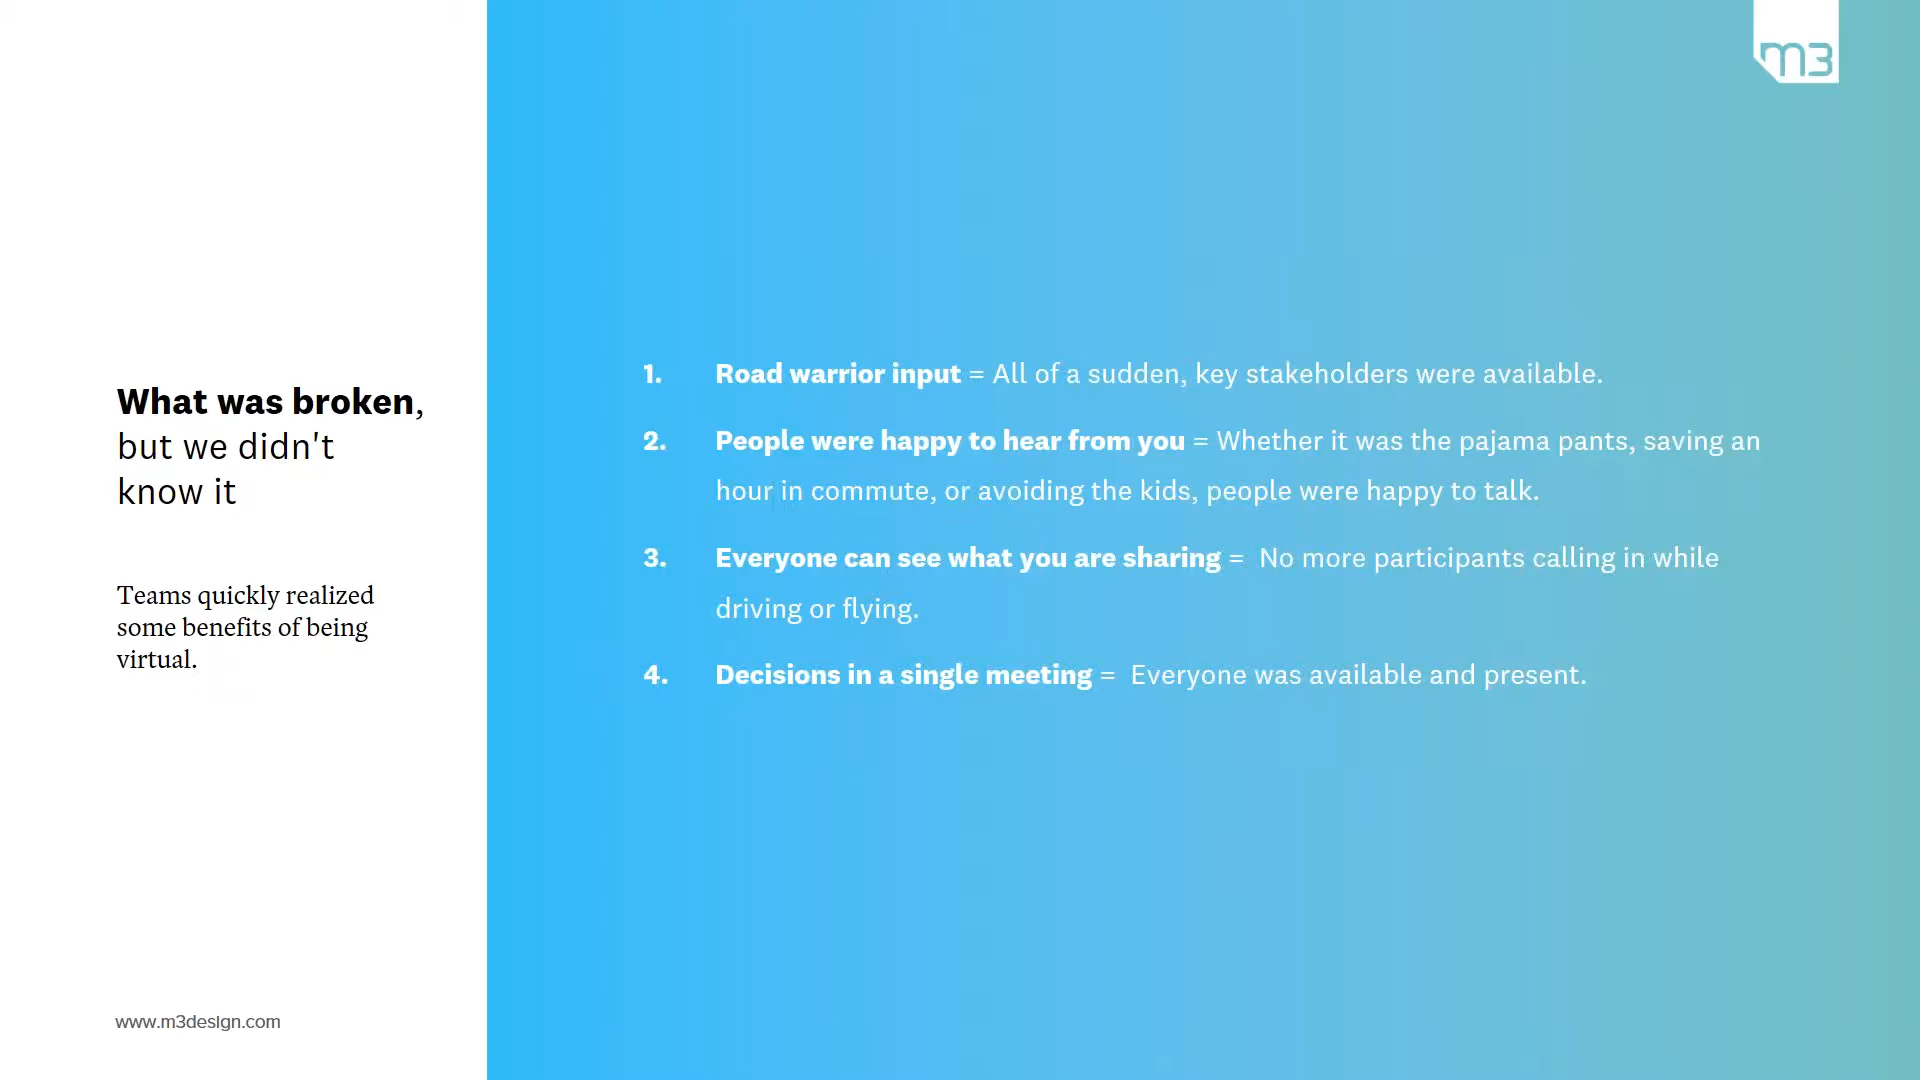 m3
What was broken,
but we didn't
know it
Teams quickly realized
some benefits of being
virtual.
1. Road warrior input = All of a sudden, key stakeholders were available.
2. People were happy to hear from you = Whether it was the pajama pants, saving an
hour in commute, or avoiding the kids, people were happy to talk.
3. Everyone can see what you are sharing =  No more participants calling in while
driving or flying.
4. Decisions in a single meeting =  Everyone was available and present.
www.m3design.com